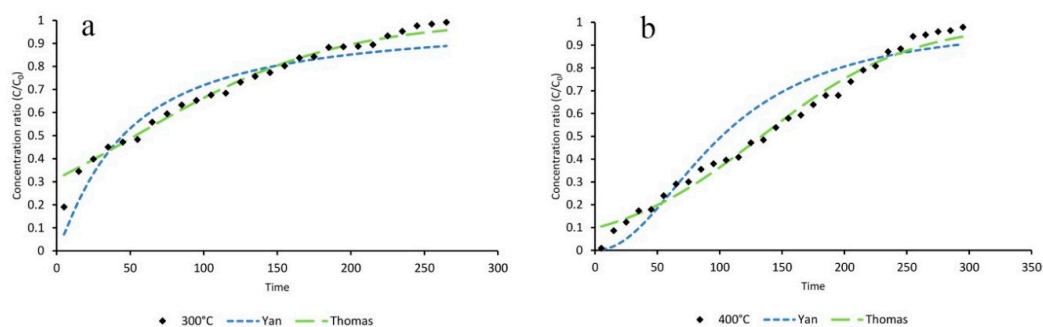 a
1
0.9
0.8
0.7
0.6
0.5
0.4
0.3
0.2
0.1
0
Concentration ratio (C/C₀)
0 50 100 150 200 250 300
Time
300°C Yan Thomas
b
1
0.9
0.8
0.7
0.6
0.5
0.4
0.3
0.2
0.1
0
Concentration ratio (C/C₀)
0 50 100 150 200 250 300 350
Time
400°C Yan Thomas